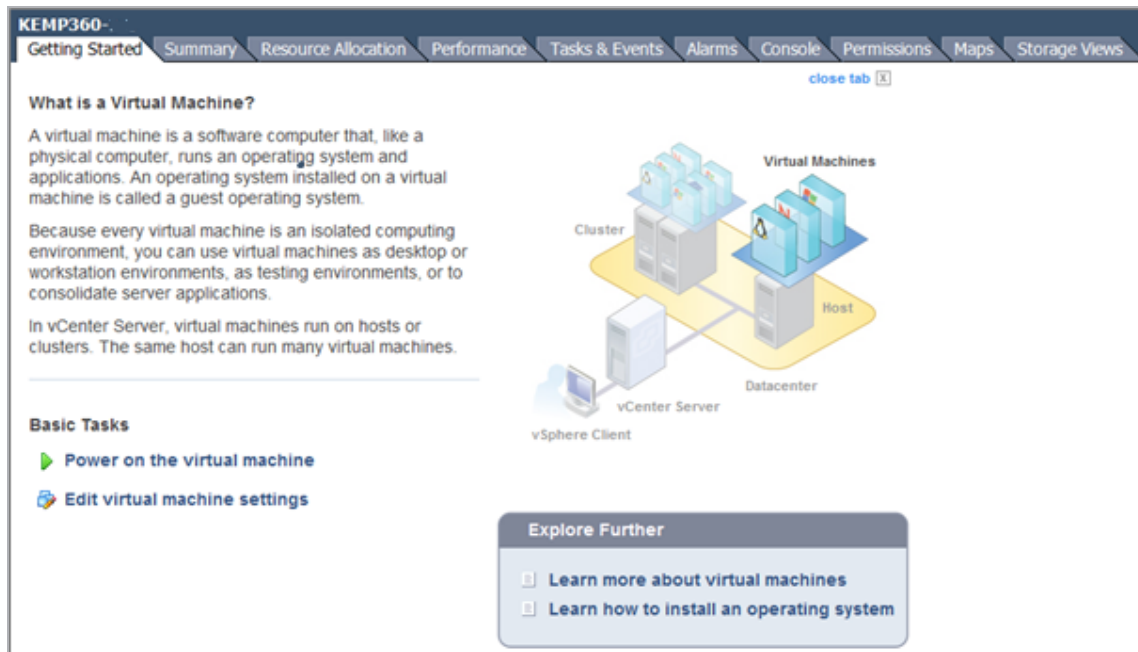 KEMP360-
Getting Started Summary Resource Allocation Performance Tasks & Events Alarms Console Permissions Maps Storage Views
close tab X
What is a Virtual Machine?
A virtual machine is a software computer that, like a
physical computer, runs an operating system and
applications. An operating system installed on a virtual
machine is called a guest operating system.
Because every virtual machine is an isolated computing
environment, you can use virtual machines as desktop or
workstation environments, as testing environments, or to
consolidate server applications.
In vCenter Server, virtual machines run on hosts or
clusters. The same host can run many virtual machines.
Virtual Machines
Cluster
Host
Datacenter
vCenter Server
vSphere Client
Basic Tasks
Power on the virtual machine
Edit virtual machine settings
Explore Further
Learn more about virtual machines
Learn how to install an operating system